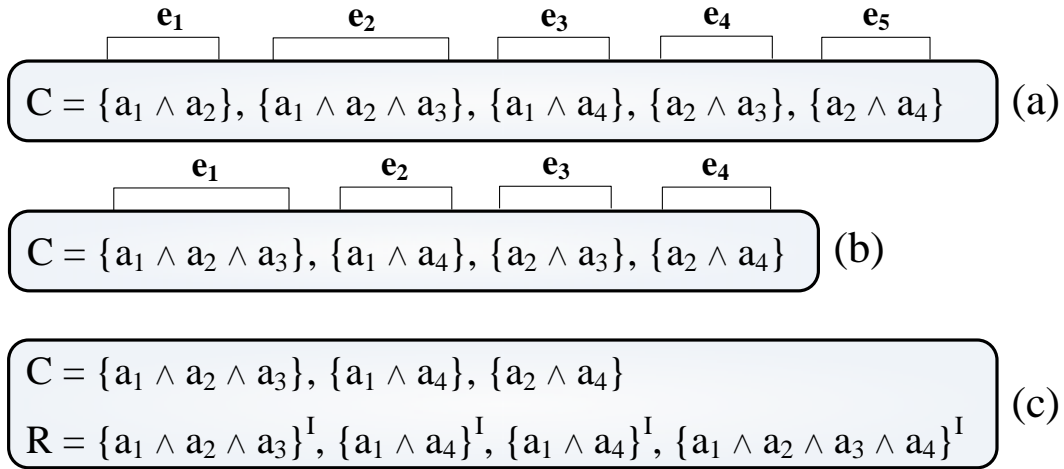 e₁ e₂ e₃ e₄ e₅
C = {a₁ ∧ a₂}, {a₁ ∧ a₂ ∧ a₃}, {a₁ ∧ a₄}, {a₂ ∧ a₃}, {a₂ ∧ a₄} (a)
e₁ e₂ e₃ e₄
C = {a₁ ∧ a₂ ∧ a₃}, {a₁ ∧ a₄}, {a₂ ∧ a₃}, {a₂ ∧ a₄} (b)
C = {a₁ ∧ a₂ ∧ a₃}, {a₁ ∧ a₄}, {a₂ ∧ a₄}
(c)
R = {a₁ ∧ a₂ ∧ a₃}ᴵ, {a₁ ∧ a₄}ᴵ, {a₁ ∧ a₄}ᴵ, {a₁ ∧ a₂ ∧ a₃ ∧ a₄}ᴵ